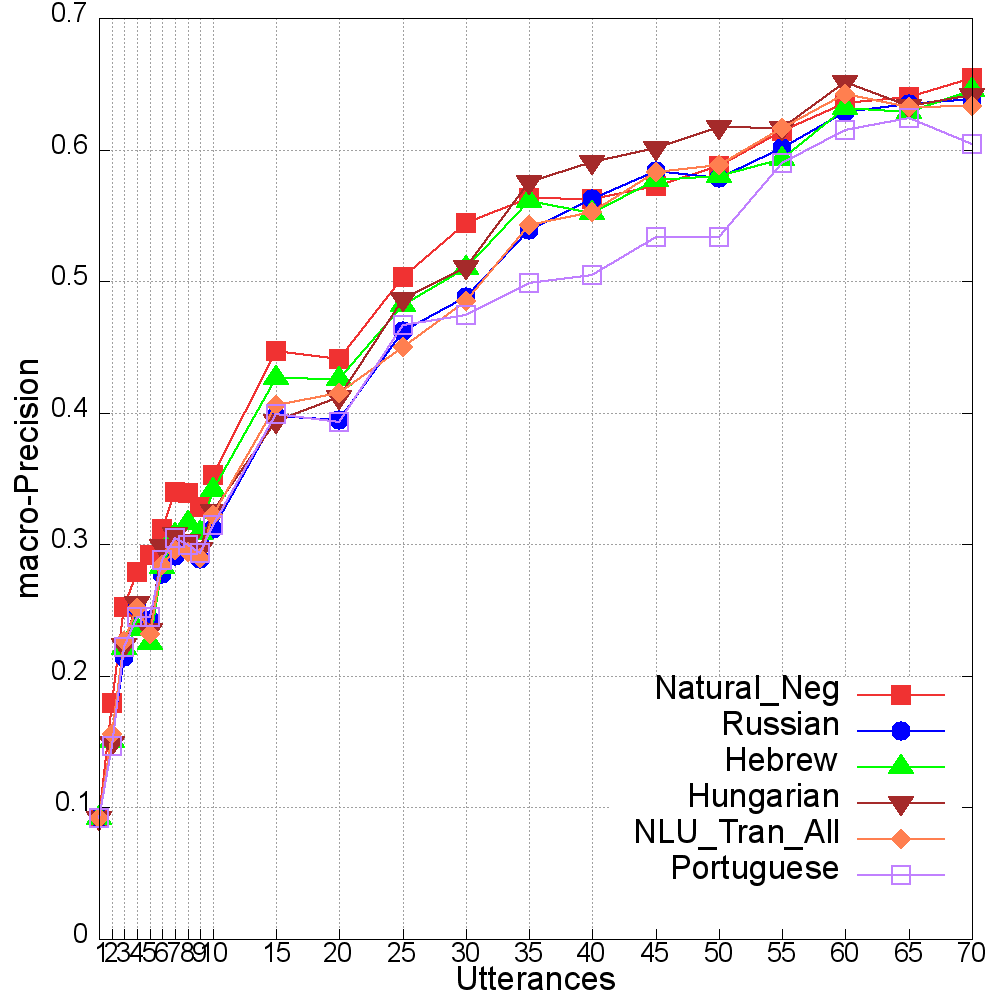 0.7
0.6
0.5
0.4
0.3
0.2
0.1
0
macro-Precision
Natural_Neg
Russian
Hebrew
Hungarian
NLU_Tran_All
Portuguese
1 2 3 4 5 6 7 8 9 10 15 20 25 30 35 40 45 50 55 60 65 70
Utterances